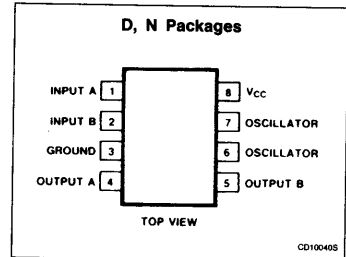 D, N Packages
INPUT A 1
8 VCC
INPUT B 2
7 OSCILLATOR
GROUND 3
6 OSCILLATOR
OUTPUT A 4
5 OUTPUT B
TOP VIEW
CD10040S